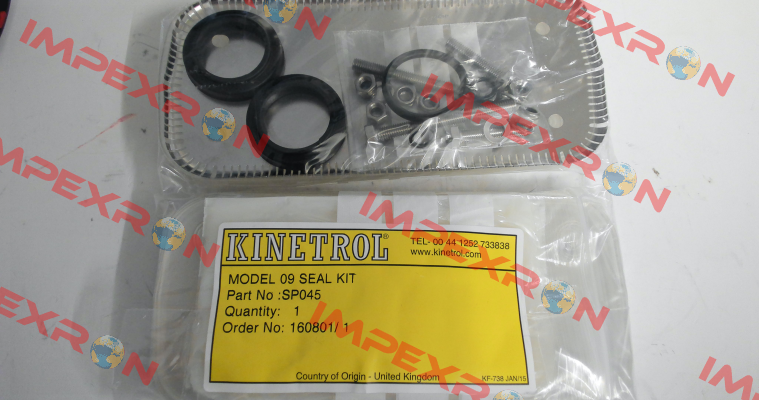 IMPEXRON
IMPEXRON
KINETROL®
TEL- 00 44 1252 733838
www.kinetrol.com
MODEL 09 SEAL KIT
Part No :SP045
Quantity: 1
Order No: 160801/ 1
Country of Origin - United Kingdom
KF-738 JAN/15
IMPEXRON
IMPEXRON
IMPEXRON
IMPEXRON